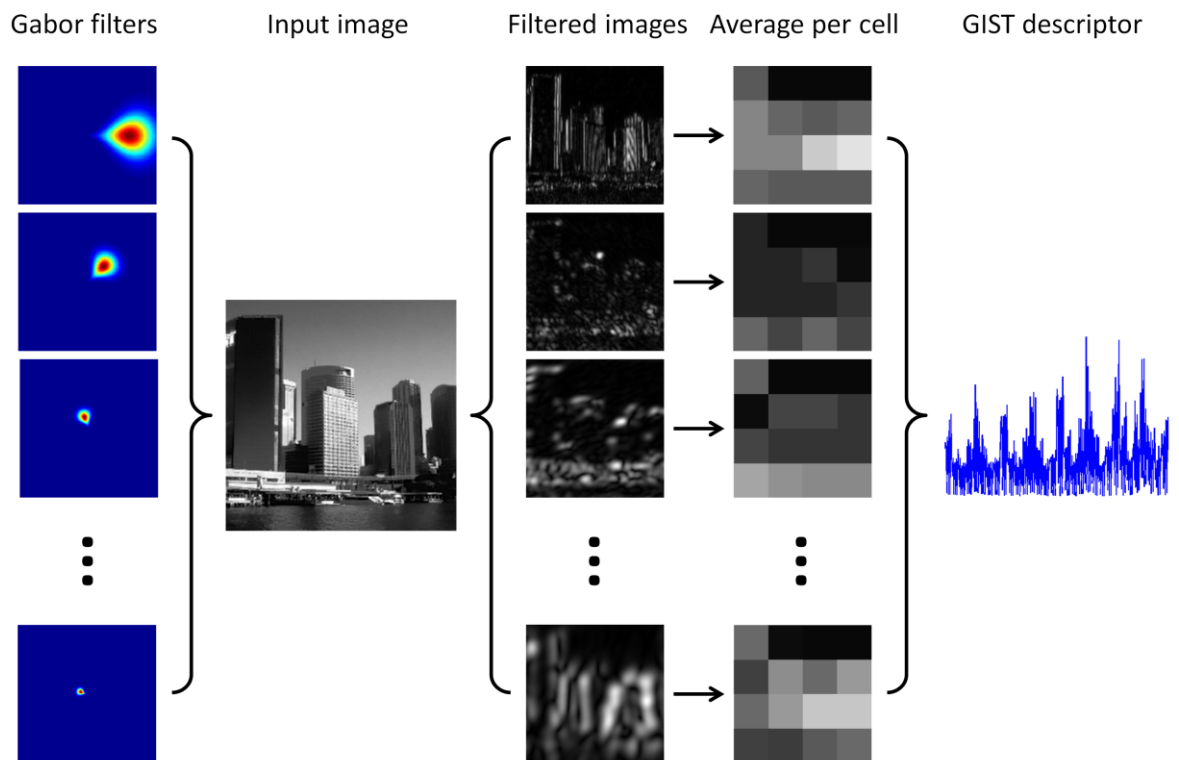 Gabor filters
Input image
Filtered images
Average per cell
GIST descriptor